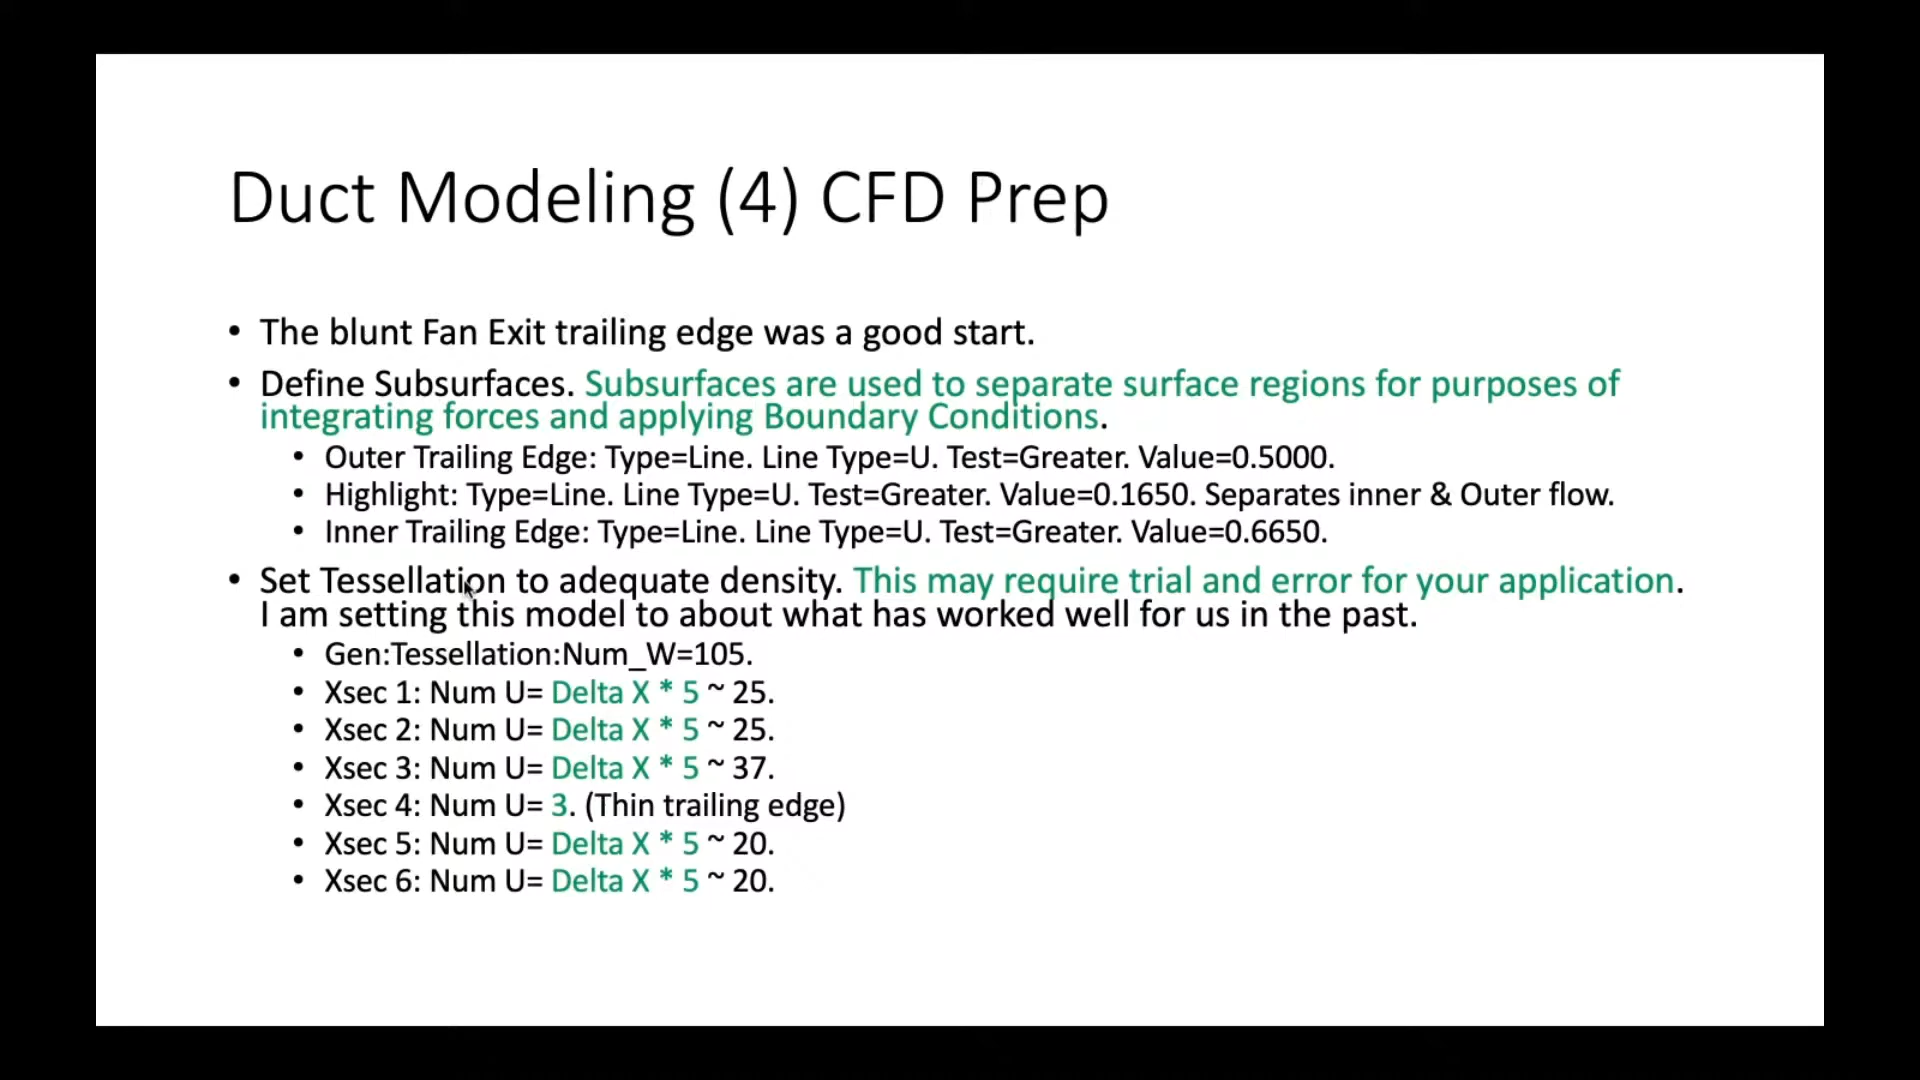 Duct Modeling (4) CFD Prep
• The blunt Fan Exit trailing edge was a good start.
• Define Subsurfaces. Subsurfaces are used to separate surface regions for purposes of
integrating forces and applying Boundary Conditions.
• Outer Trailing Edge: Type=Line. Line Type=U. Test=Greater. Value=0.5000.
• Highlight: Type=Line. Line Type=U. Test=Greater. Value=0.1650. Separates inner & Outer flow.
• Inner Trailing Edge: Type=Line. Line Type=U. Test=Greater. Value=0.6650.
• Set Tessellation to adequate density. This may require trial and error for your application.
I am setting this model to about what has worked well for us in the past.
• Gen:Tessellation:Num_W=105.
• Xsec 1: Num U= Delta X * 5 ~ 25.
• Xsec 2: Num U= Delta X * 5 ~ 25.
• Xsec 3: Num U= Delta X * 5 ~ 37.
• Xsec 4: Num U= 3. (Thin trailing edge)
• Xsec 5: Num U= Delta X * 5 ~ 20.
• Xsec 6: Num U= Delta X * 5 ~ 20.